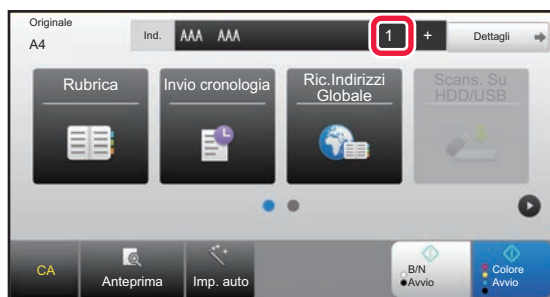 Originale
A4
Ind.
AAA AAA
1
+
Dettagli
Rubrica
Invio cronologia
Ric.Indirizzi
Globale
Scans. Su
HDD/USB
CA
Anteprima
Imp. auto
B/N
Avvio
Colore
Avvio